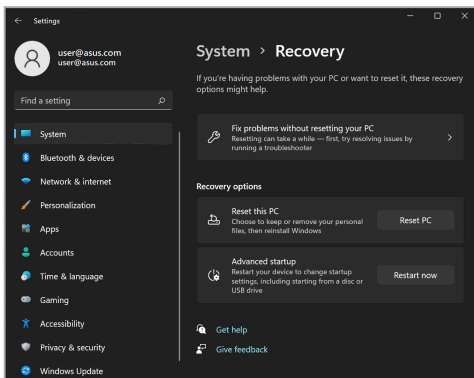 Settings
user@asus.com
user@asus.com
Find a setting
System
Bluetooth & devices
Network & internet
Personalization
Apps
Accounts
Time & language
Gaming
Accessibility
Privacy & security
Windows Update
System > Recovery
If you're having problems with your PC or want to reset it, these recovery
options might help.
Fix problems without resetting your PC
Resetting can take a while — first, try resolving issues by
running a troubleshooter
Recovery options
Reset this PC
Choose to keep or remove your personal
files, then reinstall Windows
Reset PC
Advanced startup
Restart your device to change startup
settings, including starting from a disc or
USB drive
Restart now
Get help
Give feedback